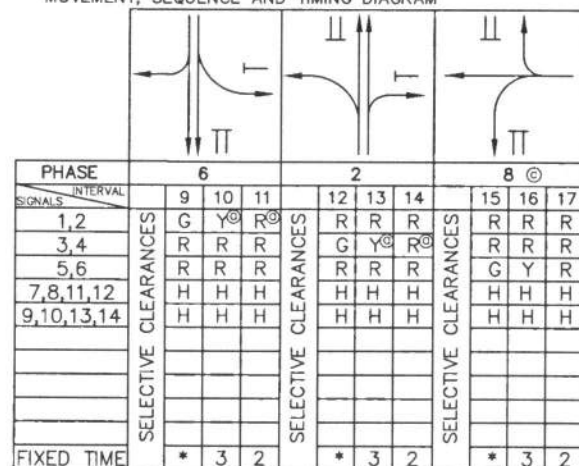 MOVEMENT, SEQUENCE AND TIMING DIAGRAM
PHASE 6 2 8 ©
INTERVAL
SIGNALS
9 10 11 12 13 14 15 16 17
1,2 G Y R R R R R R R
3,4 R R R G Y R R R R
5,6 R R R R R R G Y R
7,8,11,12 H H H H H H H H H
9,10,13,14 H H H H H H H H H
SELECTIVE CLEARANCES
SELECTIVE CLEARANCES
SELECTIVE CLEARANCES
FIXED TIME * 3 2 * 3 2 * 3 2